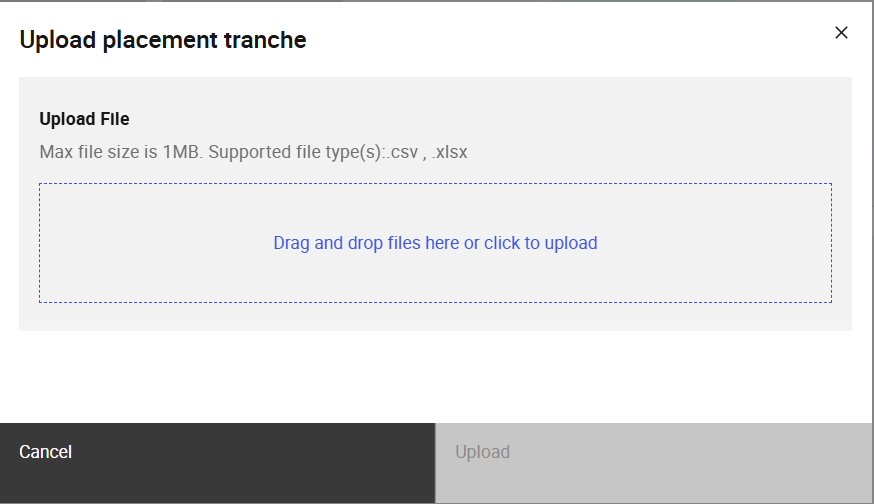 Upload placement tranche
Upload File
Max file size is 1MB. Supported file type(s):.csv , .xlsx
Drag and drop files here or click to upload
Cancel
Upload